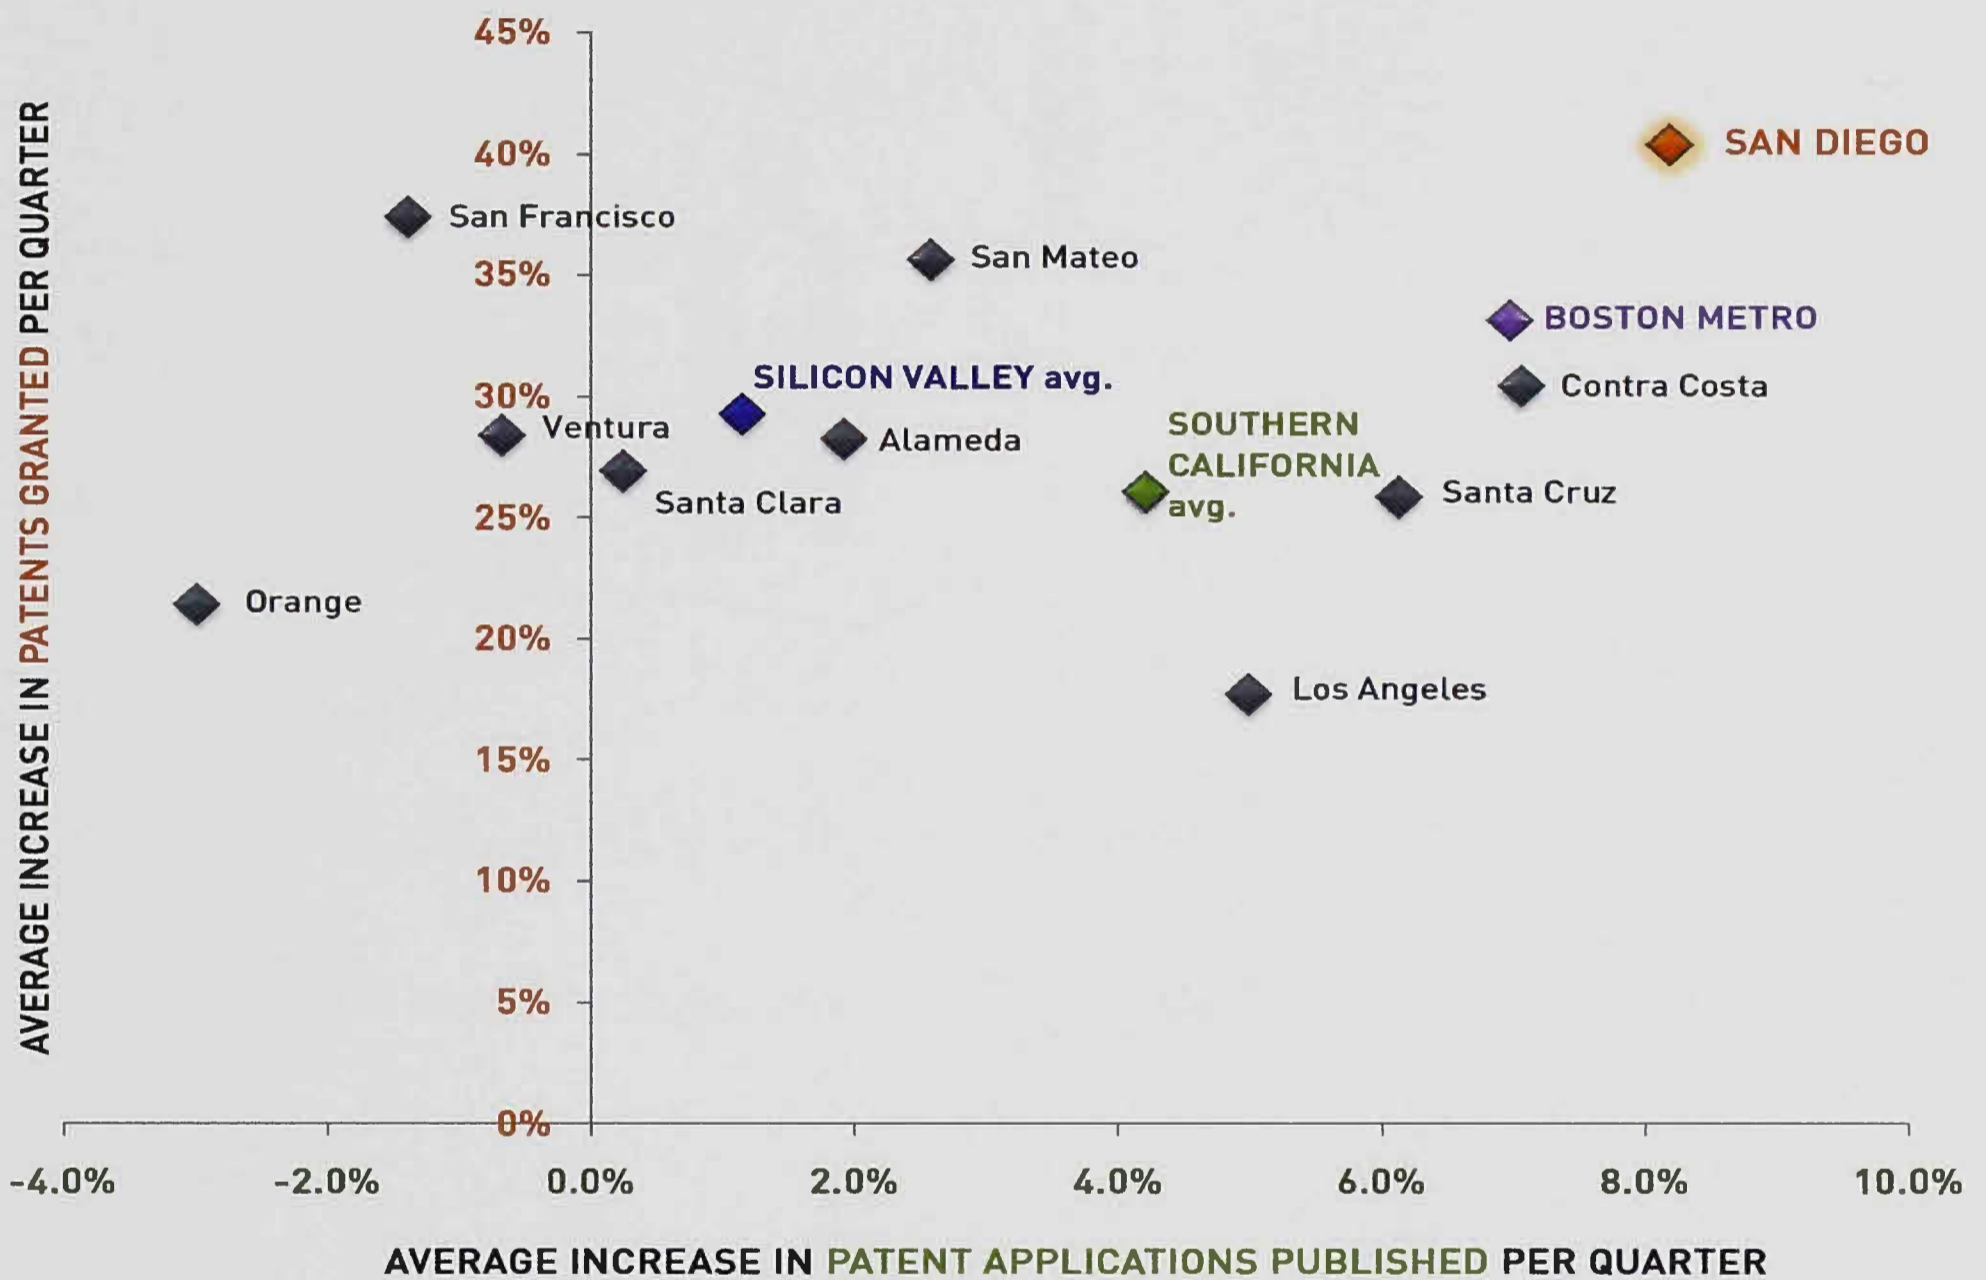 45%
40%
SAN DIEGO
San Francisco
San Mateo
35%
BOSTON METRO
SILICON VALLEY avg.
30%
Contra Costa
Ventura
Alameda
SOUTHERN
CALIFORNIA
avg.
Santa Clara
Santa Cruz
25%
Orange
20%
Los Angeles
15%
10%
5%
0%
-4.0% -2.0% 0.0% 2.0% 4.0% 6.0% 8.0% 10.0%
AVERAGE INCREASE IN PATENTS GRANTED PER QUARTER
AVERAGE INCREASE IN PATENT APPLICATIONS PUBLISHED PER QUARTER